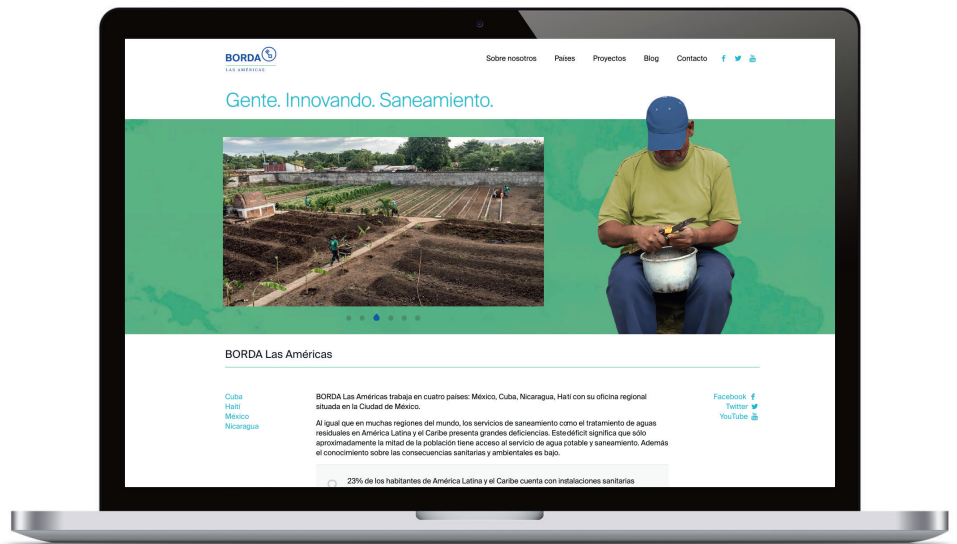 BORDA
LAS AMÉRICAS
Sobre nosotros Países Proyectos Blog Contacto
Gente. Innovando. Saneamiento.
BORDA Las Américas
Cuba
Haití
México
Nicaragua
BORDA Las Américas trabaja en cuatro países: México, Cuba, Nicaragua, Hatí con su oficina regional
situada en la Ciudad de México.
Al igual que en muchas regiones del mundo, los servicios de saneamiento como el tratamiento de aguas
residuales en América Latina y el Caribe presenta grandes deficiencias. Este déficit significa que sólo
aproximadamente la mitad de la población tiene acceso al servicio de agua potable y saneamiento. Además
el conocimiento sobre las consecuencias sanitarias y ambientales es bajo.
23% de los habitantes de América Latina y el Caribe cuenta con instalaciones sanitarias
Facebook
Twitter
YouTube